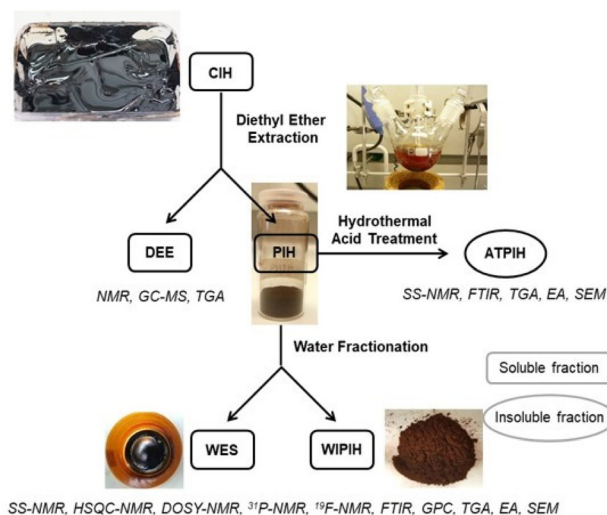 CIH
Diethyl Ether
Extraction
DEE
PIH
Hydrothermal
Acid Treatment
ATPIH
NMR, GC-MS, TGA
SS-NMR, FTIR, TGA, EA, SEM
Water Fractionation
Soluble fraction
Insoluble fraction
WES
WIPIH
SS-NMR, HSQC-NMR, DOSY-NMR, ³¹P-NMR, ¹⁹F-NMR, FTIR, GPC, TGA, EA, SEM